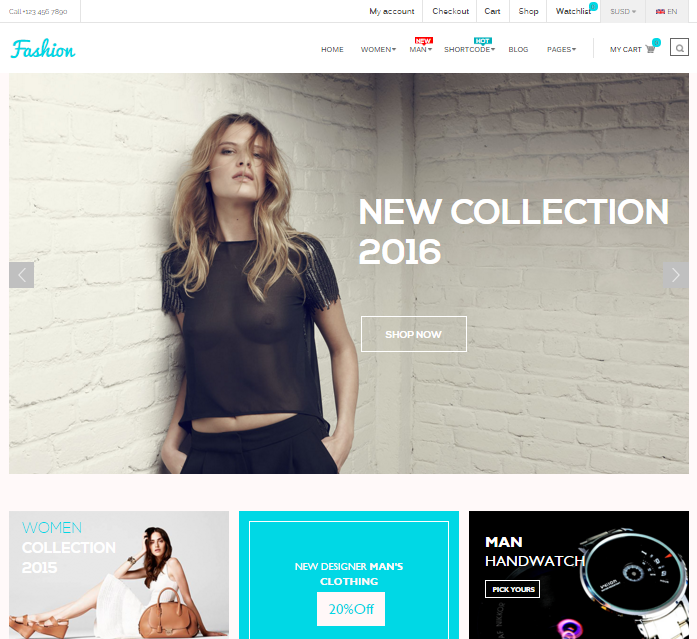 Call +123 456 7890
My account
Checkout
Cart
Shop
Watchlist
$USD
EN
Fashion
HOME
WOMEN
NEW
MAN
HOT
SHORTCODE
BLOG
PAGES
MY CART
NEW COLLECTION
2016
SHOP NOW
WOMEN
COLLECTION
2015
NEW DESIGNER MAN'S
CLOTHING
20%Off
MAN
HANDWATCH
PICK YOURS